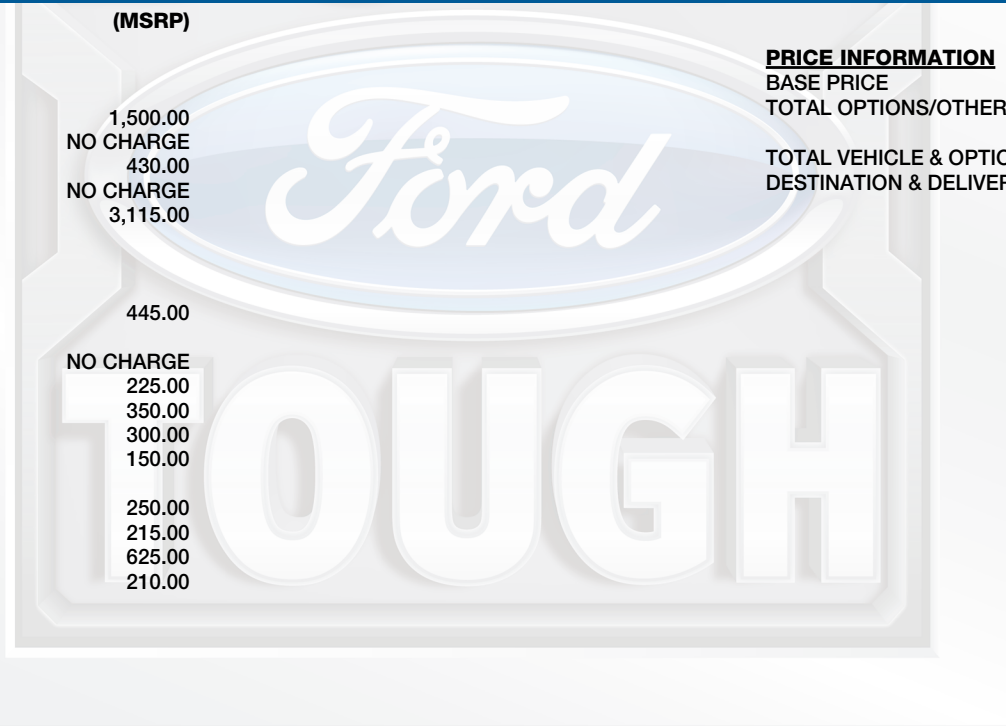 (MSRP)
1,500.00
NO CHARGE
430.00
NO CHARGE
3,115.00
445.00
NO CHARGE
225.00
350.00
300.00
150.00
250.00
215.00
625.00
210.00
PRICE INFORMATION
BASE PRICE
TOTAL OPTIONS/OTHER
TOTAL VEHICLE & OPTIO
DESTINATION & DELIVER
Ford
TOUGH